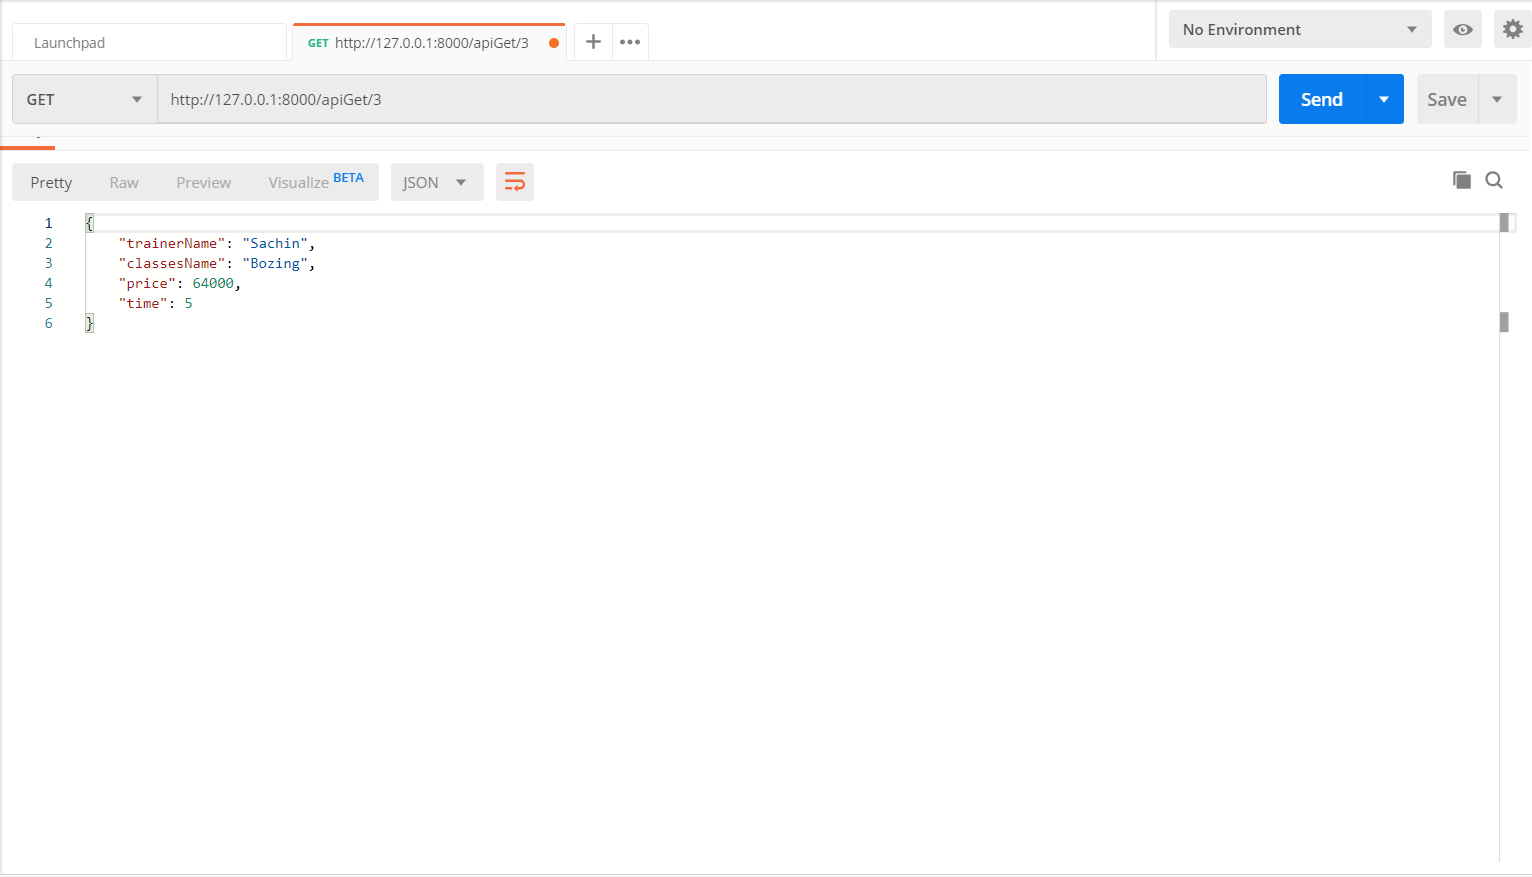 Launchpad
GET http://127.0.0.1:8000/apiGet/3
No Environment
GET http://127.0.0.1:8000/apiGet/3 Send Save
Pretty Raw Preview Visualize BETA JSON
1 {
2 "trainerName": "Sachin",
3 "classesName": "Bozing",
4 "price": 64000,
5 "time": 5
6 }